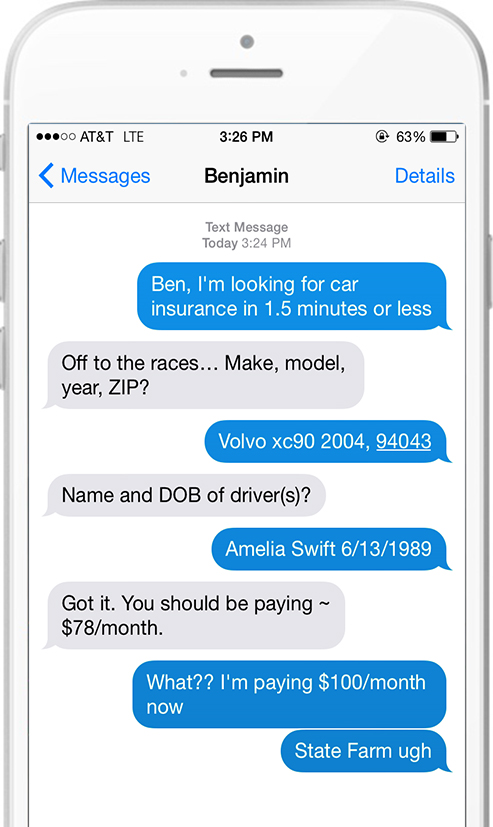 AT&T LTE 3:26 PM 63%
Messages Benjamin Details
Text Message
Today 3:24 PM
Ben, I'm looking for car
insurance in 1.5 minutes or less
Off to the races… Make, model,
year, ZIP?
Volvo xc90 2004, 94043
Name and DOB of driver(s)?
Amelia Swift 6/13/1989
Got it. You should be paying ~
$78/month.
What?? I'm paying $100/month
now
State Farm ugh